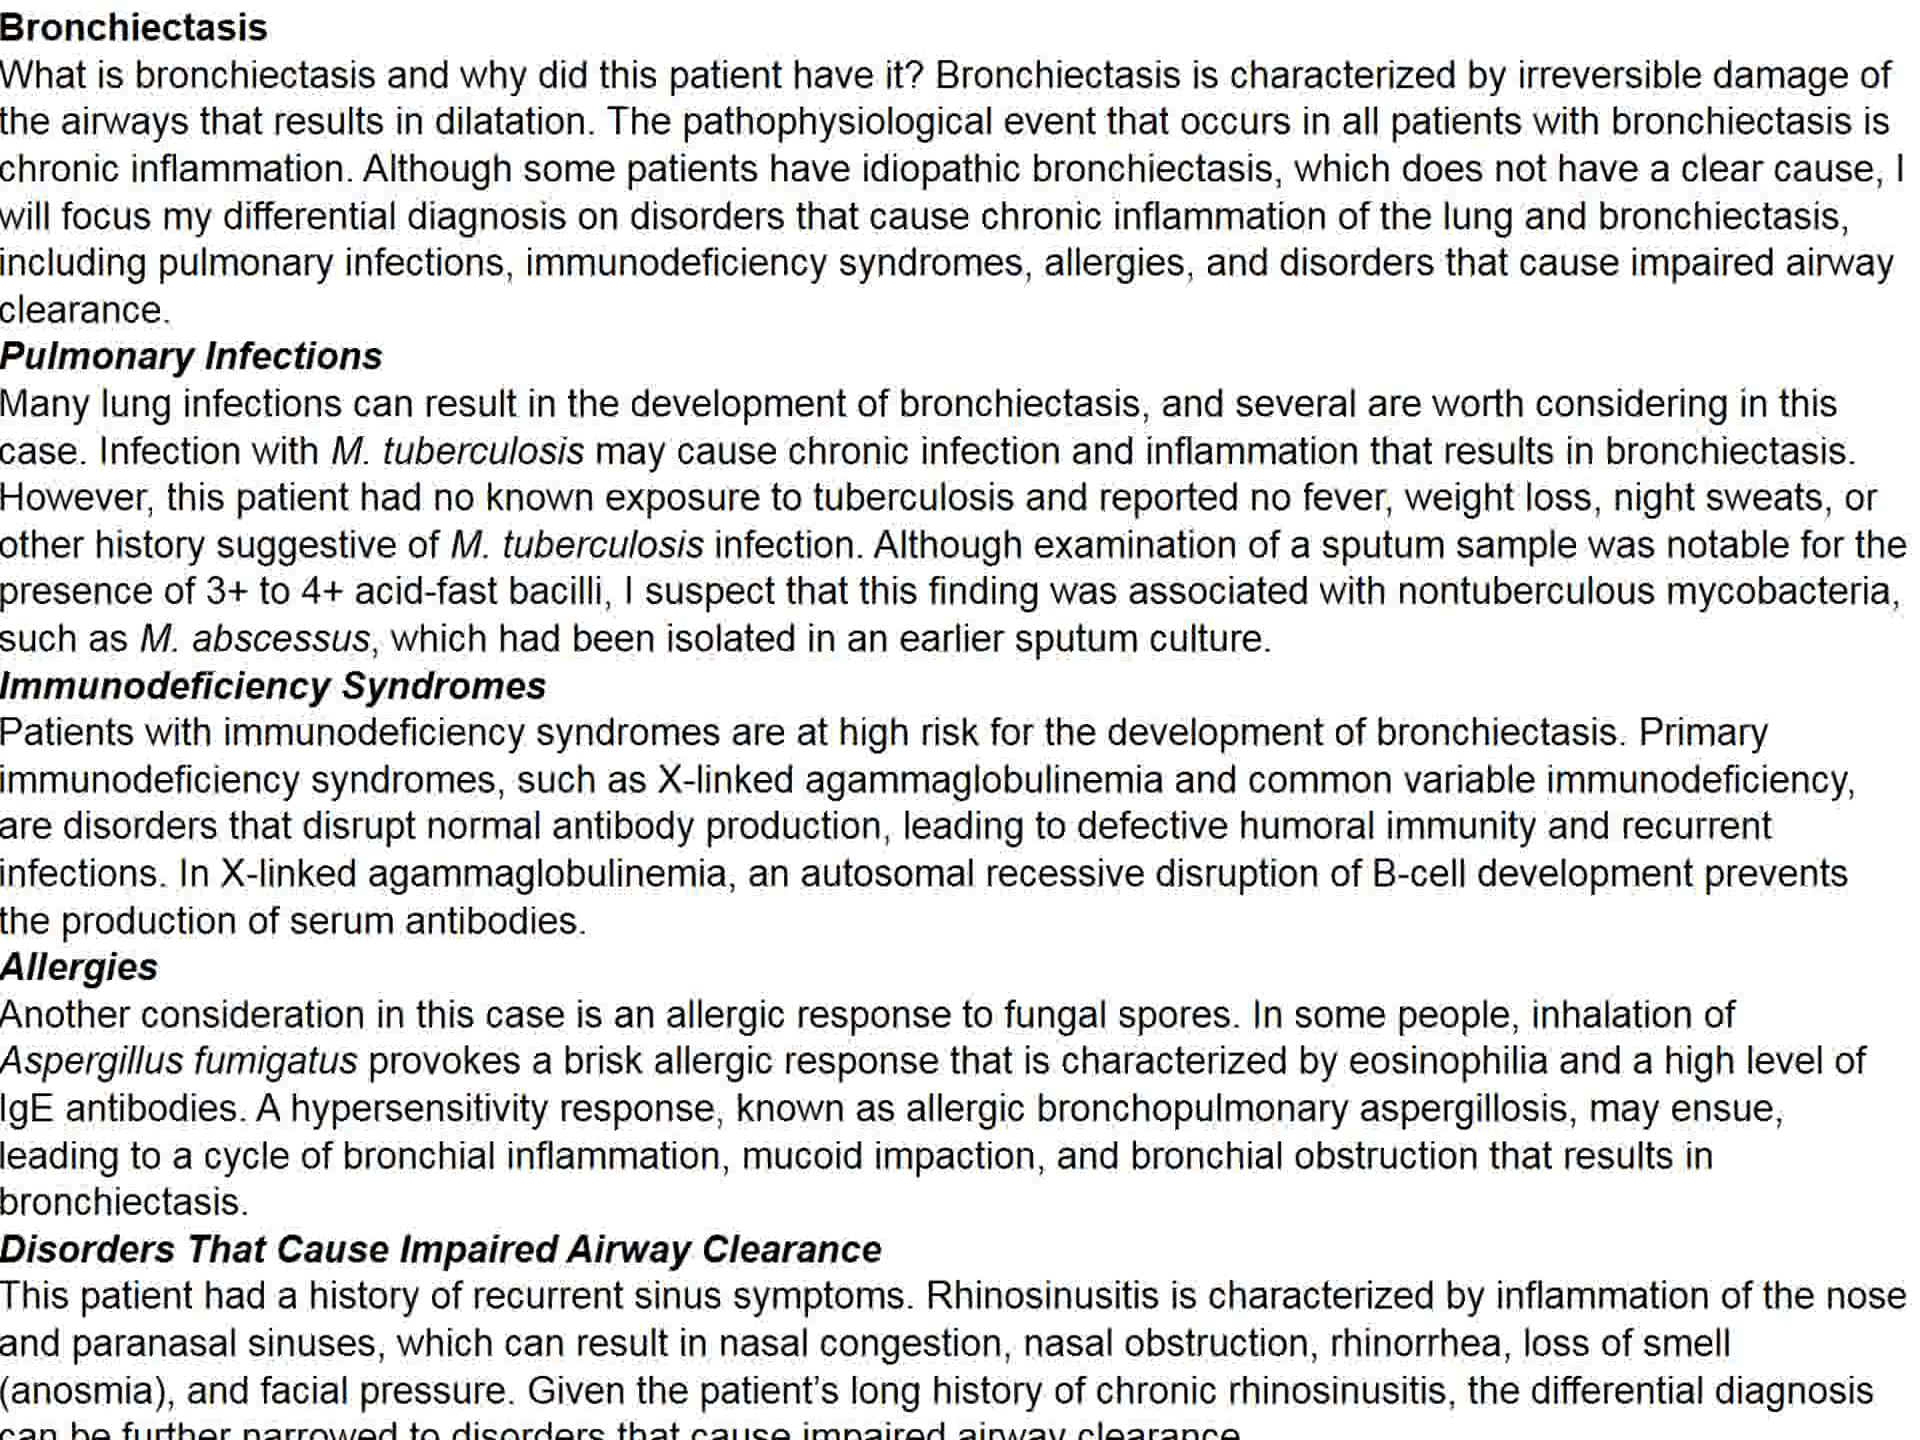 Bronchiectasis
What is bronchiectasis and why did this patient have it? Bronchiectasis is characterized by irreversible damage of
the airways that results in dilatation. The pathophysiological event that occurs in all patients with bronchiectasis is
chronic inflammation. Although some patients have idiopathic bronchiectasis, which does not have a clear cause, I
will focus my differential diagnosis on disorders that cause chronic inflammation of the lung and bronchiectasis,
including pulmonary infections, immunodeficiency syndromes, allergies, and disorders that cause impaired airway
clearance.
Pulmonary Infections
Many lung infections can result in the development of bronchiectasis, and several are worth considering in this
case. Infection with M. tuberculosis may cause chronic infection and inflammation that results in bronchiectasis.
However, this patient had no known exposure to tuberculosis and reported no fever, weight loss, night sweats, or
other history suggestive of M. tuberculosis infection. Although examination of a sputum sample was notable for the
presence of 3+ to 4+ acid-fast bacilli, I suspect that this finding was associated with nontuberculous mycobacteria,
such as M. abscessus, which had been isolated in an earlier sputum culture.
Immunodeficiency Syndromes
Patients with immunodeficiency syndromes are at high risk for the development of bronchiectasis. Primary
immunodeficiency syndromes, such as X-linked agammaglobulinemia and common variable immunodeficiency,
are disorders that disrupt normal antibody production, leading to defective humoral immunity and recurrent
infections. In X-linked agammaglobulinemia, an autosomal recessive disruption of B-cell development prevents
the production of serum antibodies.
Allergies
Another consideration in this case is an allergic response to fungal spores. In some people, inhalation of
Aspergillus fumigatus provokes a brisk allergic response that is characterized by eosinophilia and a high level of
IgE antibodies. A hypersensitivity response, known as allergic bronchopulmonary aspergillosis, may ensue,
leading to a cycle of bronchial inflammation, mucoid impaction, and bronchial obstruction that results in
bronchiectasis.
Disorders That Cause Impaired Airway Clearance
This patient had a history of recurrent sinus symptoms. Rhinosinusitis is characterized by inflammation of the nose
and paranasal sinuses, which can result in nasal congestion, nasal obstruction, rhinorrhea, loss of smell
(anosmia), and facial pressure. Given the patient’s long history of chronic rhinosinusitis, the differential diagnosis
can be further narrowed to disorders that cause impaired airway clearance.